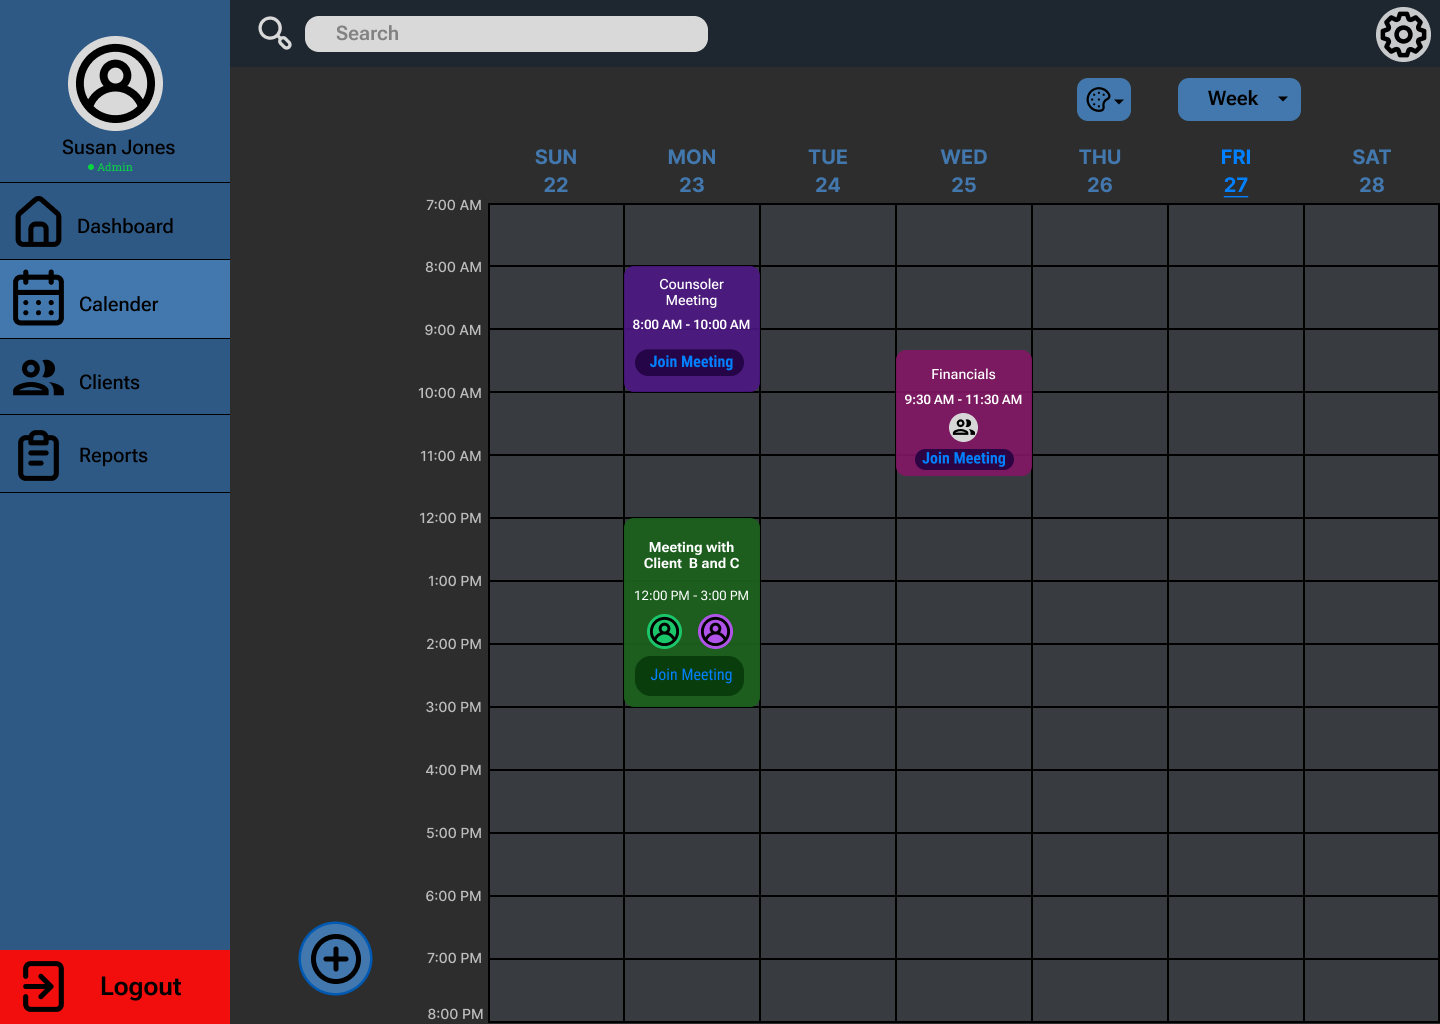 Search
Susan Jones
Admin
Dashboard
Calender
Clients
Reports
Logout
Week
SUN
22
MON
23
TUE
24
WED
25
THU
26
FRI
27
SAT
28
7:00 AM
8:00 AM
9:00 AM
10:00 AM
11:00 AM
12:00 PM
1:00 PM
2:00 PM
3:00 PM
4:00 PM
5:00 PM
6:00 PM
7:00 PM
8:00 PM
Counsoler
Meeting
8:00 AM - 10:00 AM
Join Meeting
Meeting with
Client B and C
12:00 PM - 3:00 PM
Join Meeting
Financials
9:30 AM - 11:30 AM
Join Meeting